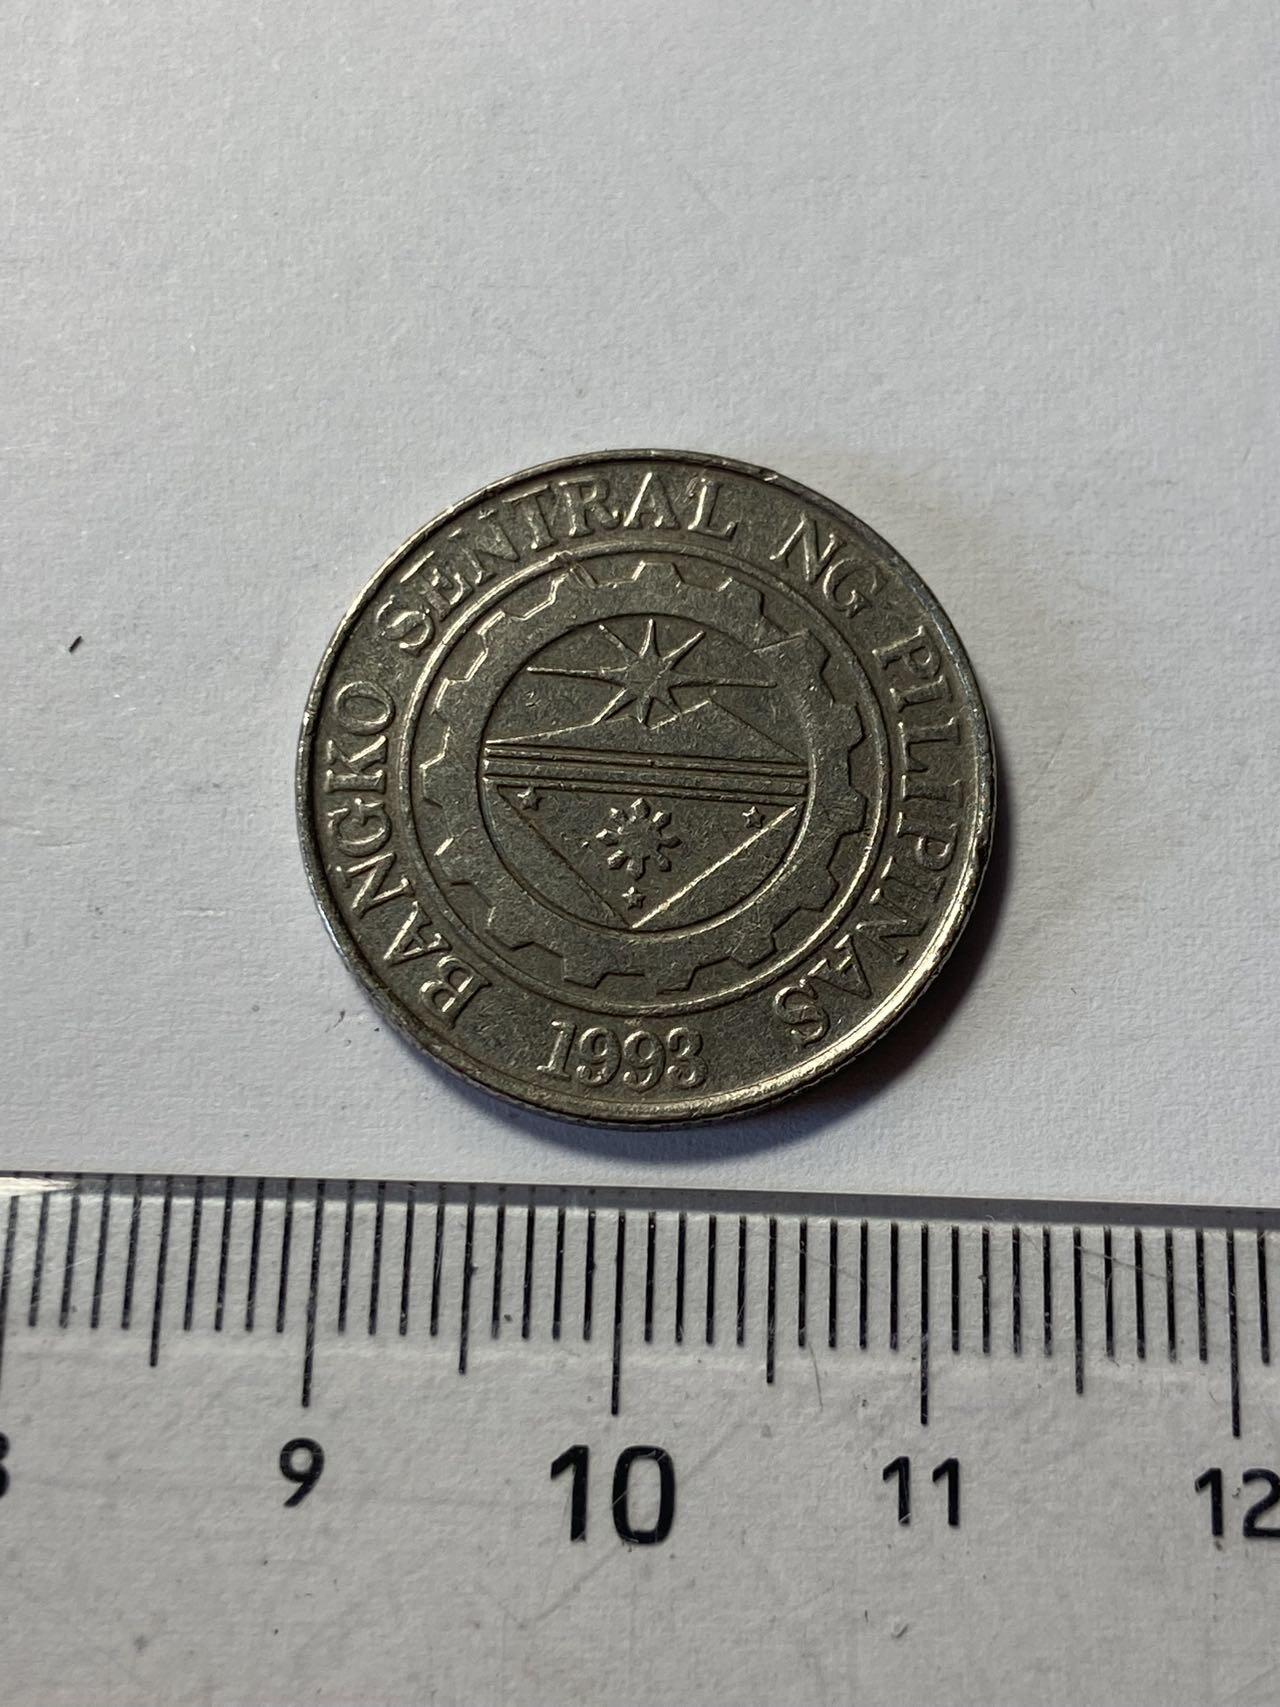 BANGKO SENTRAL NG PILIPINAS
1993
9 10 11 12